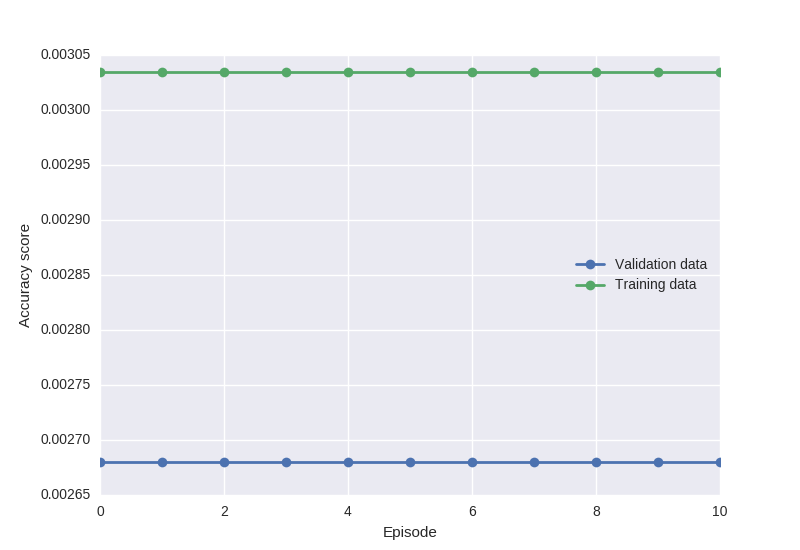 0.00305
0.00300
0.00295
0.00290
0.00285
0.00280
0.00275
0.00270
0.00265
Accuracy score
Validation data
Training data
0 2 4 6 8 10
Episode